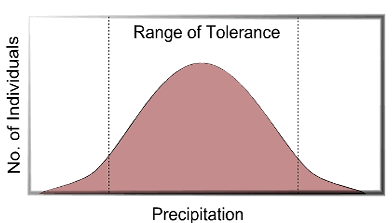 Range of Tolerance
No. of Individuals
Precipitation